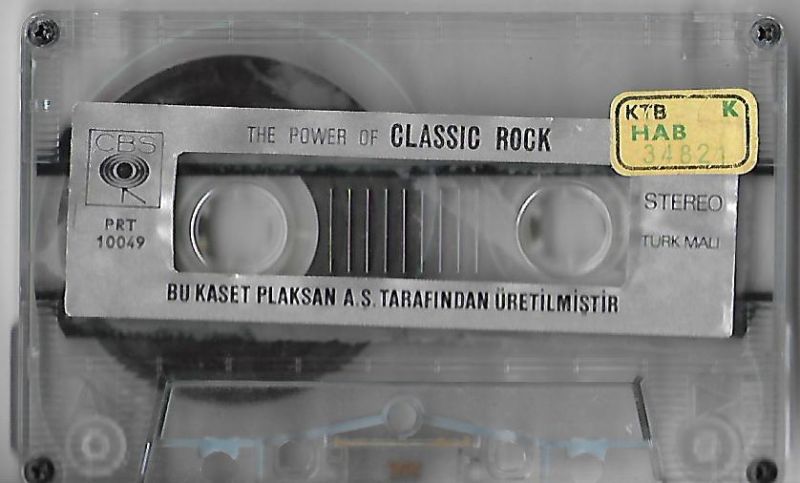 THE POWER OF CLASSIC ROCK
KTB K
HAB
34821
CBS
PRT
10049
STEREO
TÜRK MALI
BU KASET PLAKSAN A.Ş. TARAFINDAN ÜRETİLMİŞTİR